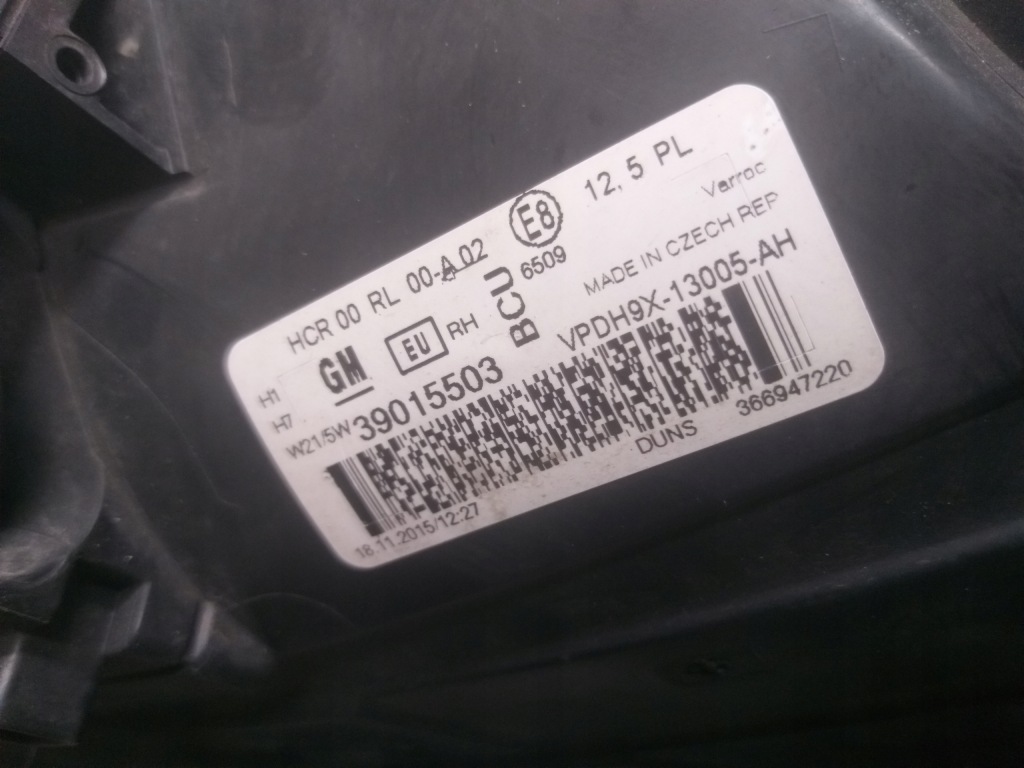 HCR 00 RL 00-A 02 E8 12,5 PL
6509
H1
H7
W21/5W
GM EU RH
BCU
Varroc
MADE IN CZECH REP
39015503 VPDH9X-13005-AH
18.11.2015/12:27 DUNS 366947220